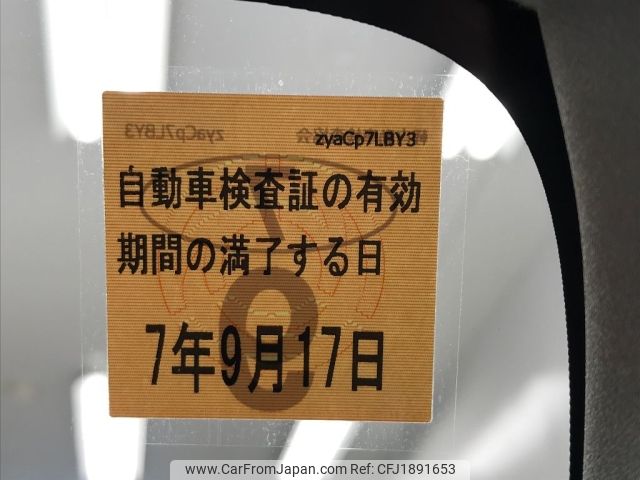 zyaCp7LBY3
自動車検査証の有効
期間の満了する日
7年9月17日
www.CarFromJapan.com ID: CFJ1891653